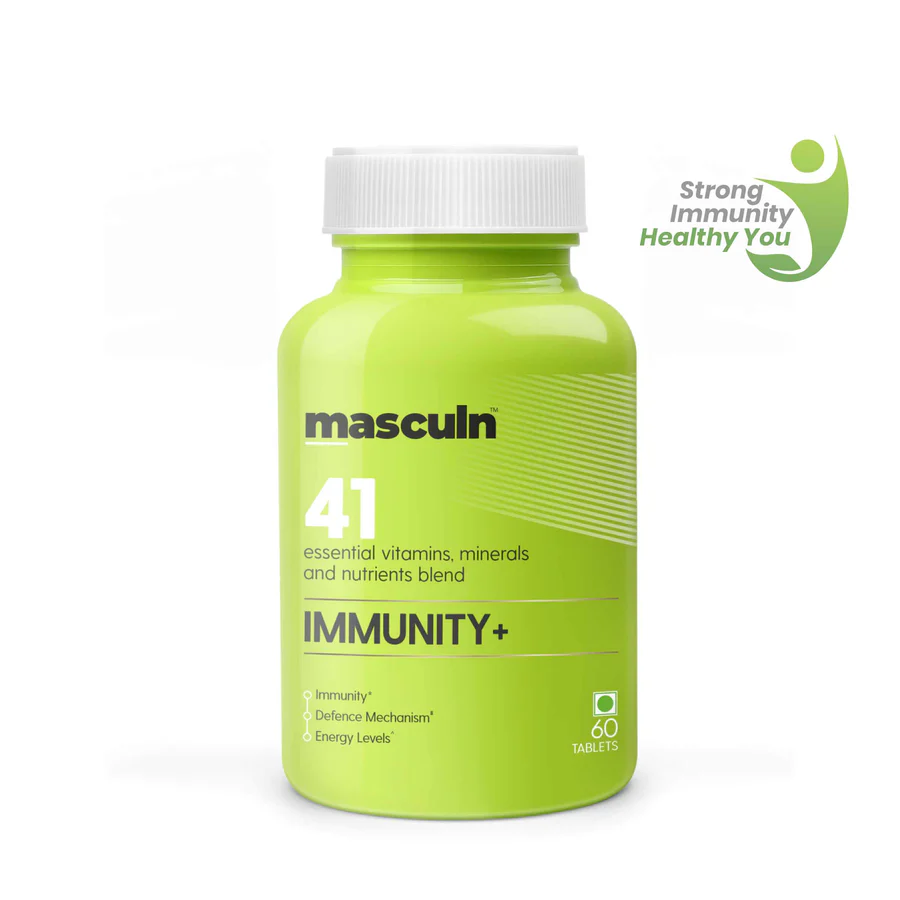 Strong
Immunity
Healthy You
masculn™
41
essential vitamins, minerals
and nutrients blend
IMMUNITY+
Immunity*
Defence Mechanism#
Energy Levels^
60
TABLETS